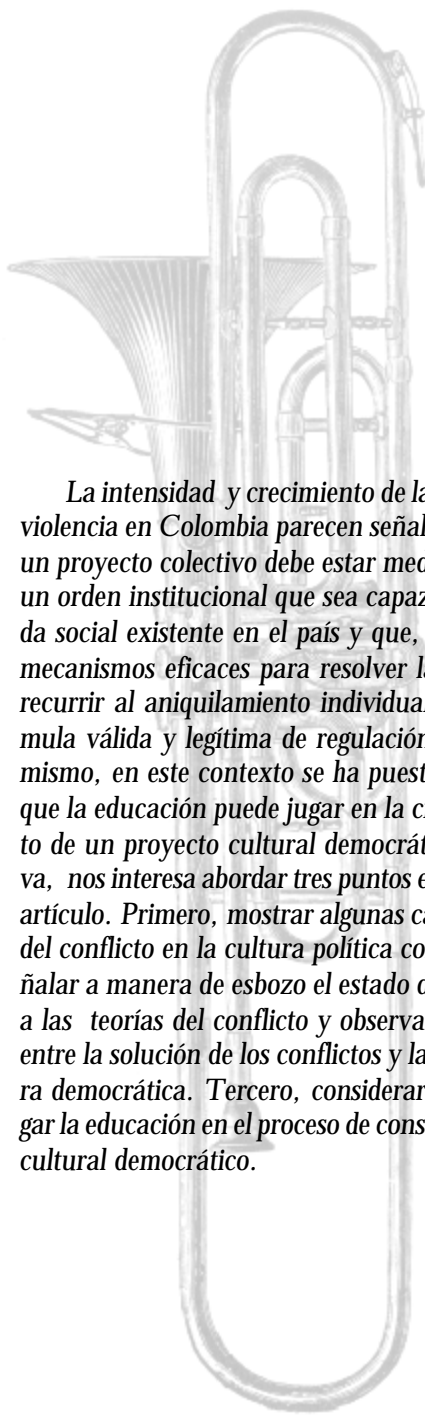 La intensidad y crecimiento de la
violencia en Colombia parecen señal
un proyecto colectivo debe estar med
un orden institucional que sea capaz
da social existente en el país y que,
mecanismos eficaces para resolver l
recurrir al aniquilamiento individua
mula válida y legítima de regulación
mismo, en este contexto se ha puest
que la educación puede jugar en la c
to de un proyecto cultural democrát
va, nos interesa abordar tres puntos e
artículo. Primero, mostrar algunas ca
del conflicto en la cultura política co
ñalar a manera de esbozo el estado d
a las teorías del conflicto y observa
entre la solución de los conflictos y la
ra democrática. Tercero, considerar
gar la educación en el proceso de cons
cultural democrático.